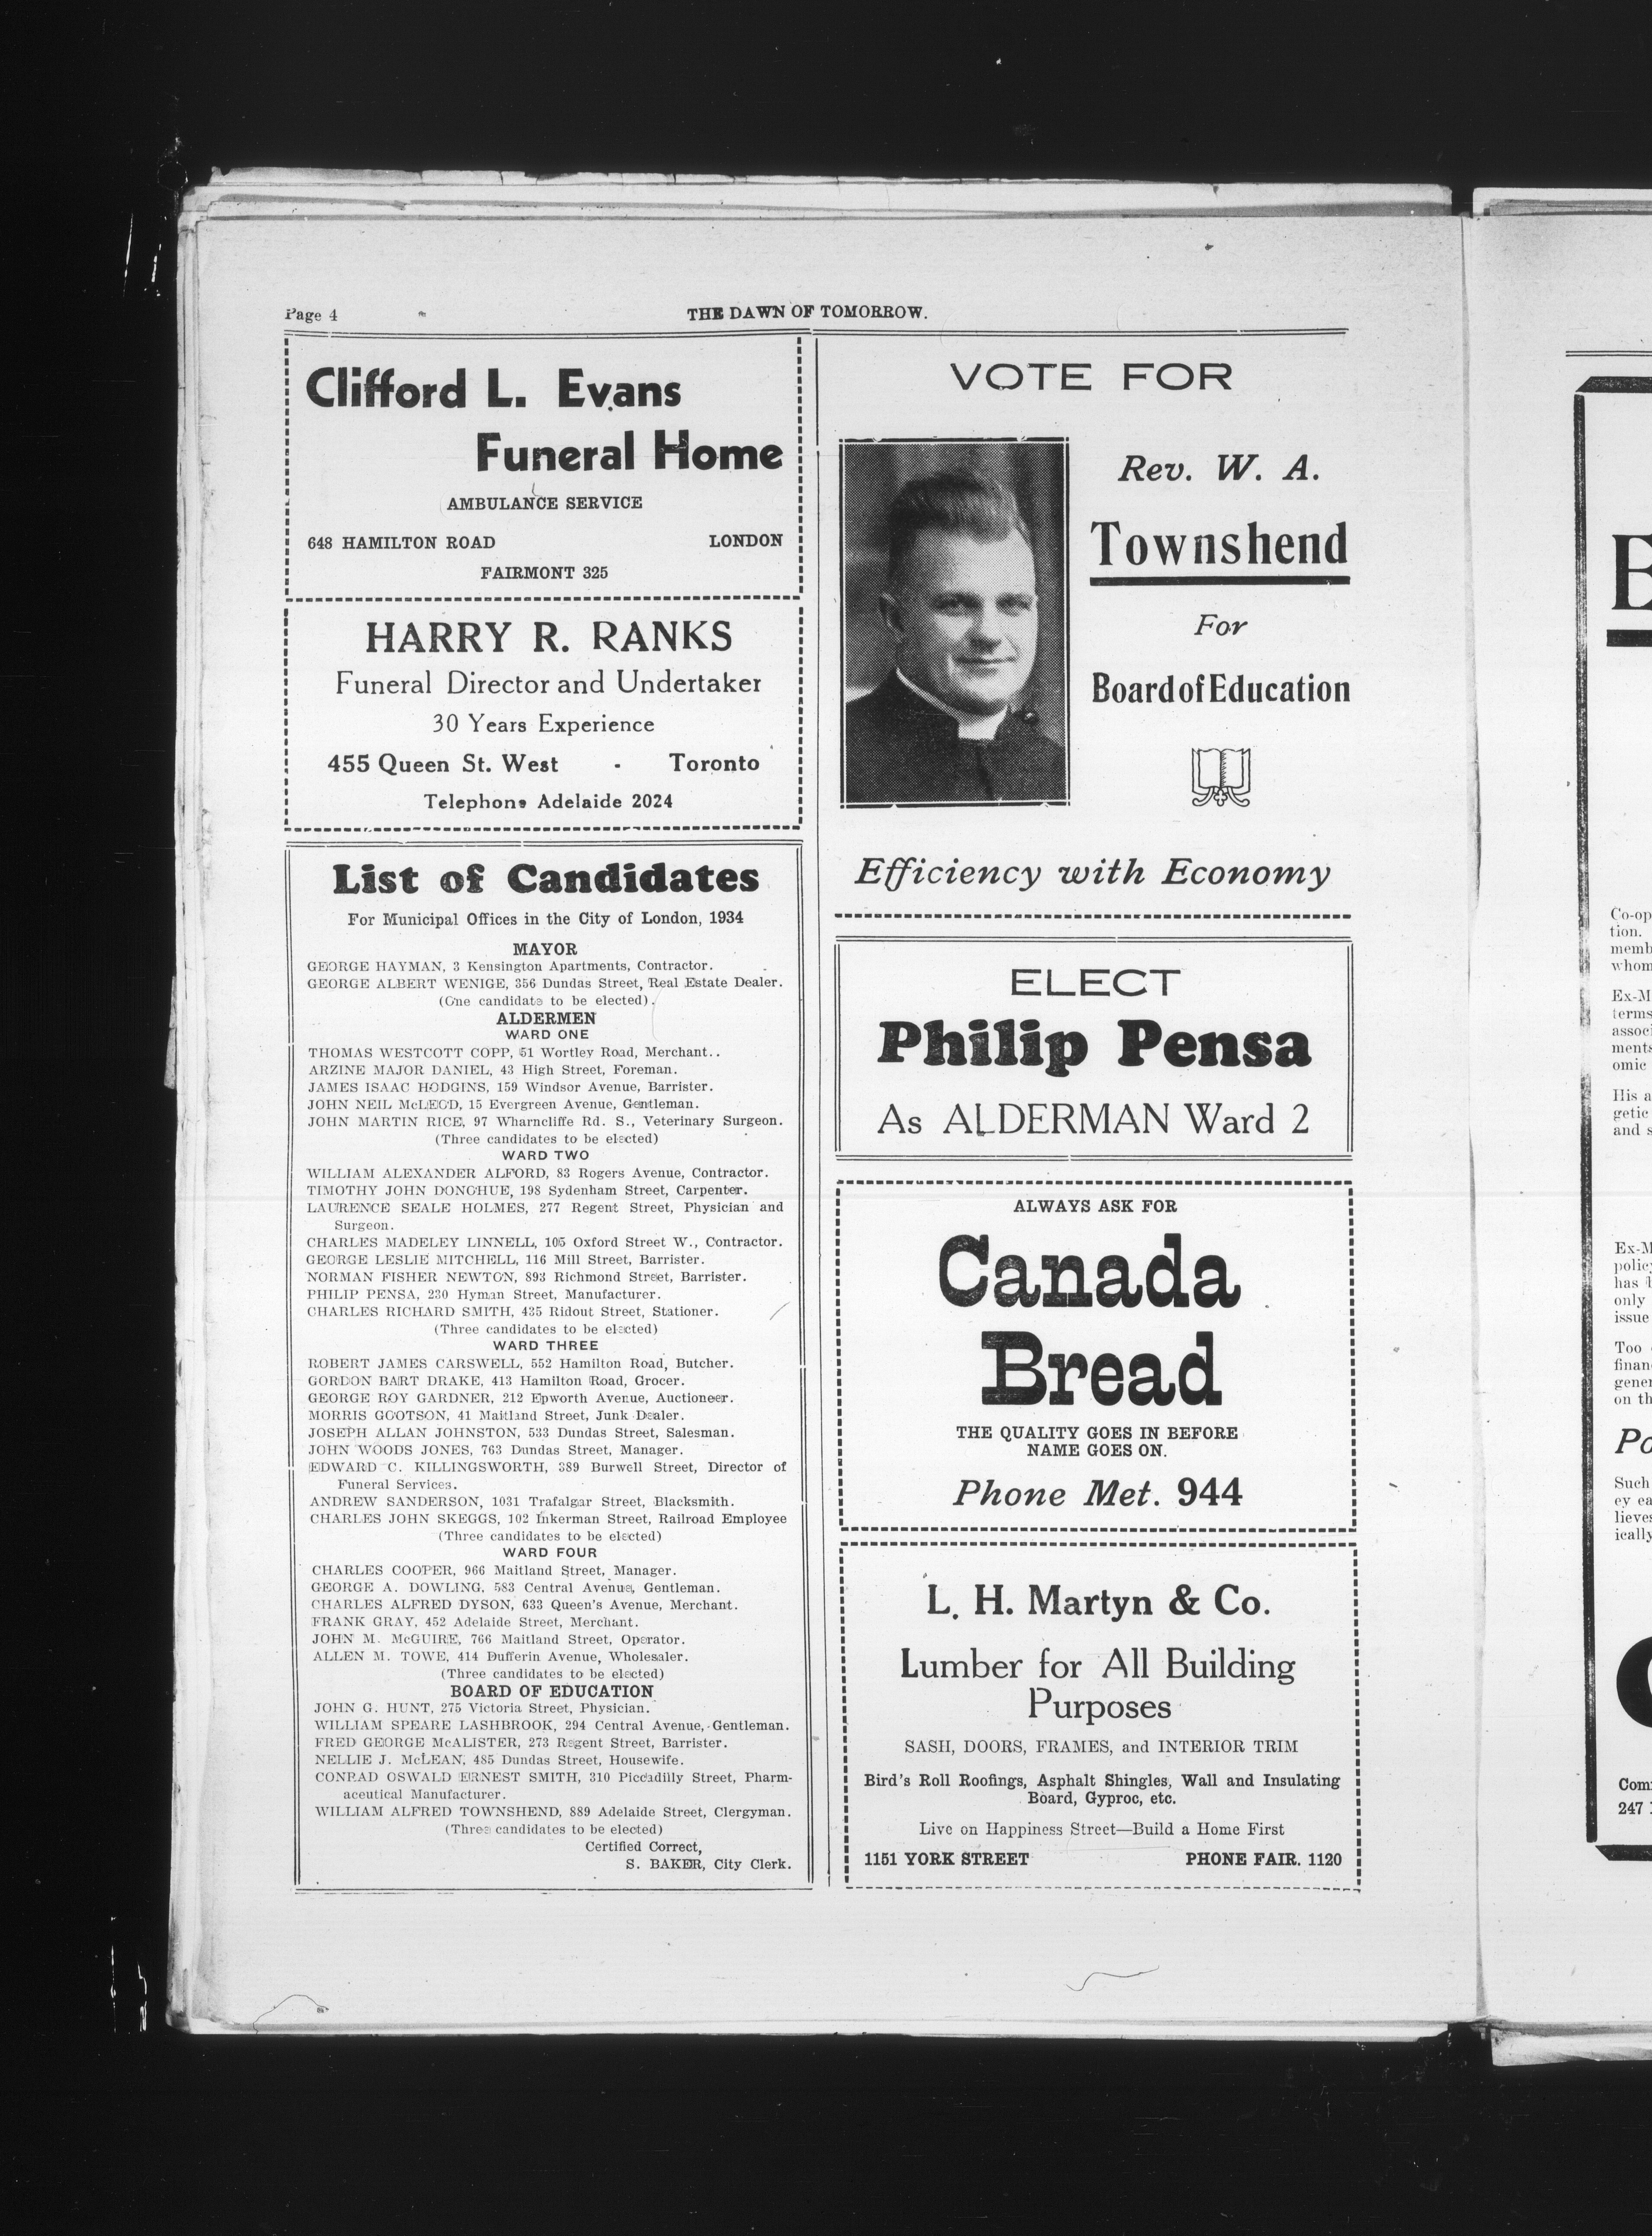 Page 4
THE DAWN OF TOMORROW.
Clifford L. Evans
Funeral Home
AMBULANCE SERVICE
648 HAMILTON ROAD LONDON
FAIRMONT 325
HARRY R. RANKS
Funeral Director and Undertaker
30 Years Experience
455 Queen St. West - Toronto
Telephone Adelaide 2024
List of Candidates
For Municipal Offices in the City of London, 1934
MAYOR
GEORGE HAYMAN, 3 Kensington Apartments, Contractor.
GEORGE ALBERT WENIGE, 356 Dundas Street, Real Estate Dealer.
(One candidate to be elected).
ALDERMEN
WARD ONE
THOMAS WESTCOTT COPP, 51 Wortley Road, Merchant..
ARZINE MAJOR DANIEL, 43 High Street, Foreman.
JAMES ISAAC HODGINS, 159 Windsor Avenue, Barrister.
JOHN NEIL McLEOD, 15 Evergreen Avenue, Gentleman.
JOHN MARTIN RICE, 97 Wharncliffe Rd. S., Veterinary Surgeon.
(Three candidates to be elected)
WARD TWO
WILLIAM ALEXANDER ALFORD, 83 Rogers Avenue, Contractor.
TIMOTHY JOHN DONOHUE, 198 Sydenham Street, Carpenter.
LAURENCE SEALE HOLMES, 277 Regent Street, Physician and
Surgeon.
CHARLES MADELEY LINNELL, 105 Oxford Street W., Contractor.
GEORGE LESLIE MITCHELL, 116 Mill Street, Barrister.
NORMAN FISHER NEWTON, 893 Richmond Street, Barrister.
PHILIP PENSA, 230 Hyman Street, Manufacturer.
CHARLES RICHARD SMITH, 435 Ridout Street, Stationer.
(Three candidates to be elected)
WARD THREE
ROBERT JAMES CARSWELL, 552 Hamilton Road, Butcher.
GORDON BART DRAKE, 413 Hamilton Road, Grocer.
GEORGE ROY GARDNER, 212 Epworth Avenue, Auctioneer.
MORRIS GOOTSON, 41 Maitland Street, Junk Dealer.
JOSEPH ALLAN JOHNSTON, 533 Dundas Street, Salesman.
JOHN WOODS JONES, 763 Dundas Street, Manager.
EDWARD C. KILLINGSWORTH, 389 Burwell Street, Director of
Funeral Services.
ANDREW SANDERSON, 1031 Trafalgar Street, Blacksmith.
CHARLES JOHN SKEGGS, 102 Inkerman Street, Railroad Employee
(Three candidates to be elected)
WARD FOUR
CHARLES COOPER, 966 Maitland Street, Manager.
GEORGE A. DOWLING, 583 Central Avenue, Gentleman.
CHARLES ALFRED DYSON, 633 Queen's Avenue, Merchant.
FRANK GRAY, 452 Adelaide Street, Merchant.
JOHN M. McGUIRE, 766 Maitland Street, Operator.
ALLEN M. TOWE, 414 Dufferin Avenue, Wholesaler.
(Three candidates to be elected)
BOARD OF EDUCATION
JOHN G. HUNT, 275 Victoria Street, Physician.
WILLIAM SPEARE LASHBROOK, 294 Central Avenue, Gentleman.
FRED GEORGE McALISTER, 273 Regent Street, Barrister.
NELLIE J. McLEAN, 485 Dundas Street, Housewife.
CONRAD OSWALD ERNEST SMITH, 310 Piccadilly Street, Pharm-
aceutical Manufacturer.
WILLIAM ALFRED TOWNSHEND, 889 Adelaide Street, Clergyman.
(Three candidates to be elected)
Certified Correct,
S. BAKER, City Clerk.
VOTE FOR
Rev. W. A.
Townshend
For
Board of Education
Efficiency with Economy
ELECT
Philip Pensa
As ALDERMAN Ward 2
ALWAYS ASK FOR
Canada
Bread
THE QUALITY GOES IN BEFORE
NAME GOES ON.
Phone Met. 944
L. H. Martyn & Co.
Lumber for All Building
Purposes
SASH, DOORS, FRAMES, and INTERIOR TRIM
Bird's Roll Roofings, Asphalt Shingles, Wall and Insulating
Board, Gyproc, etc.
Live on Happiness Street—Build a Home First
1151 YORK STREET PHONE FAIR. 1120
tion.
whom
terms
ments
omic
getic
and
has
only
issue
Too
on
Such
247